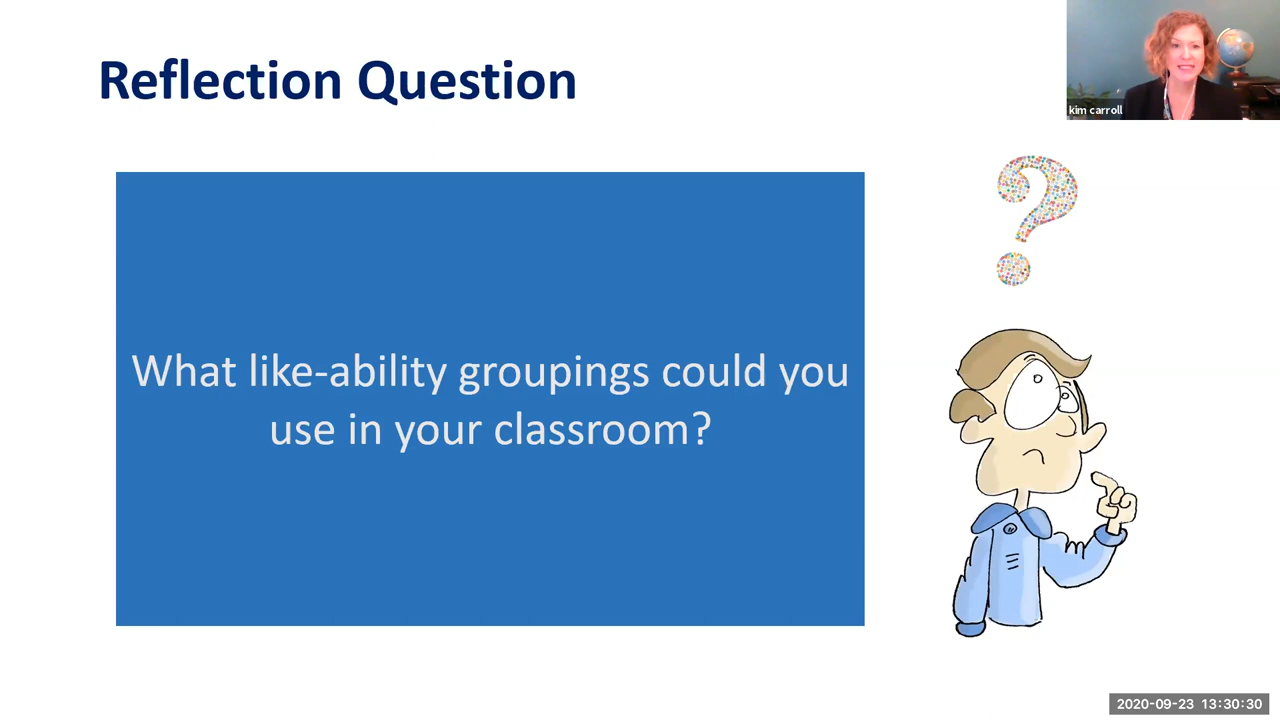 Reflection Question
kim carroll
What like-ability groupings could you
use in your classroom?
2020-09-23 13:30:30